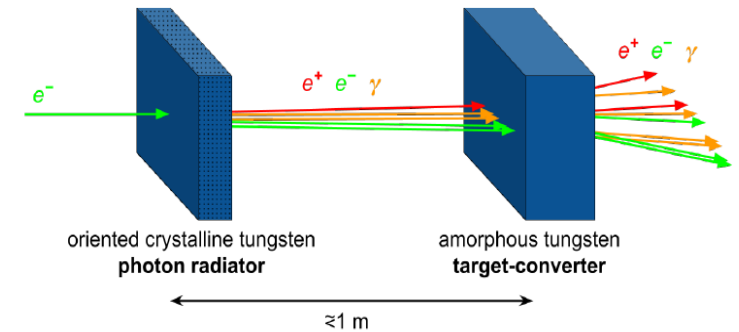 e⁻
e⁺ e⁻ γ
e⁺ e⁻ γ
oriented crystalline tungsten
photon radiator
amorphous tungsten
target-converter
≳1 m